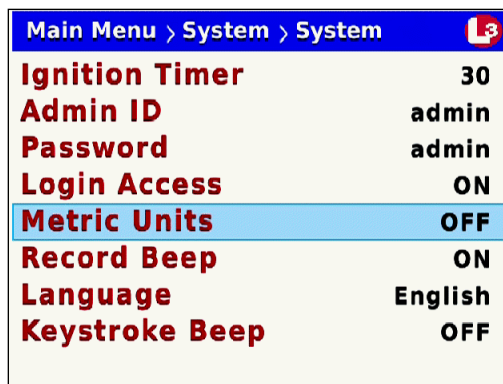 Main Menu > System > System L3
Ignition Timer 30
Admin ID admin
Password admin
Login Access ON
Metric Units OFF
Record Beep ON
Language English
Keystroke Beep OFF